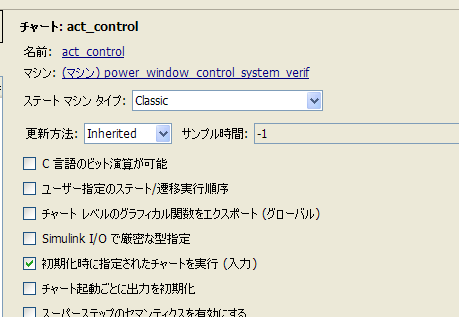 チャート: act_control
名前: act_control
マシン: (マシン) power_window_control_system_verif
ステート マシン タイプ: Classic
更新方法: Inherited サンプル時間: -1
C 言語のビット演算が可能
ユーザー指定のステート/遷移実行順序
チャート レベルのグラフィカル関数をエクスポート (グローバル)
Simulink I/O で厳密な型指定
初期化時に指定されたチャートを実行 (入力)
チャート起動ごとに出力を初期化
スーパーステップのセマンティクスを有効にする